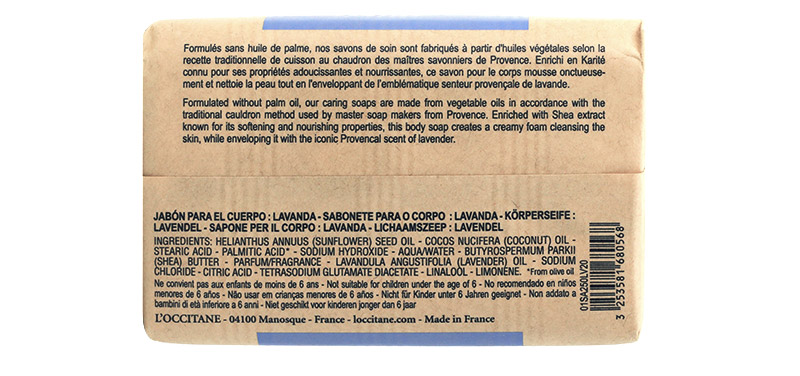 Formulés sans huile de palme, nos savons de soin sont fabriqués à partir d'huiles végétales selon la
recette traditionnelle de cuisson au chaudron des maîtres savonniers de Provence. Enrichi en Karité
connu pour ses propriétés adoucissantes et nourrissantes, ce savon pour le corps mousse onctueuse-
ment et nettoie la peau tout en l'enveloppant de l'emblématique senteur provençale de lavande.
Formulated without palm oil, our caring soaps are made from vegetable oils in accordance with the
traditional cauldron method used by master soap makers from Provence. Enriched with Shea extract
known for its softening and nourishing properties, this body soap creates a creamy foam cleansing the
skin, while enveloping it with the iconic Provencal scent of lavender.
JABÓN PARA EL CUERPO : LAVANDA - SABONETE PARA O CORPO : LAVANDA - KÖRPERSEIFE :
LAVENDEL - SAPONE PER IL CORPO : LAVANDA - LICHAAMSZEEP : LAVENDEL
INGREDIENTS: HELIANTHUS ANNUUS (SUNFLOWER) SEED OIL - COCOS NUCIFERA (COCONUT) OIL -
STEARIC ACID - PALMITIC ACID* - SODIUM HYDROXIDE - AQUA/WATER - BUTYROSPERMUM PARKII
(SHEA) BUTTER - PARFUM/FRAGRANCE - LAVANDULA ANGUSTIFOLIA (LAVENDER) OIL - SODIUM
CHLORIDE - CITRIC ACID - TETRASODIUM GLUTAMATE DIACETATE - LINALOOL - LIMONENE. *From olive oil
Ne convient pas aux enfants de moins de 6 ans - Not suitable for children under the age of 6 - No recomendado en niños
menores de 6 años - Não usar em crianças menores de 6 años - Nicht für Kinder unter 6 Jahren geeignet - Non adatto a
bambini di età inferiore a 6 anni - Niet geschikt voor kinderen jonger dan 6 jaar
L'OCCITANE - 04100 Manosque - France - loccitane.com - Made in France
01SA250LV20
3 253581 680568